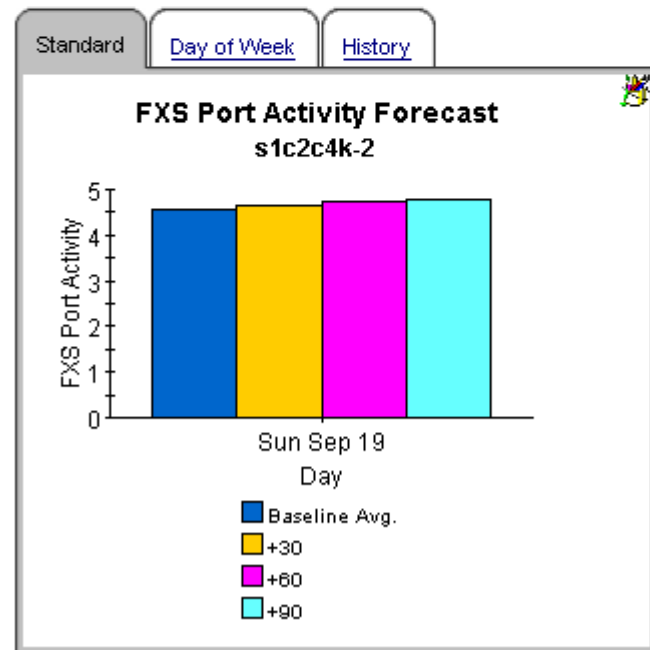 Standard
Day of Week
History
FXS Port Activity Forecast
s1c2c4k-2
FXS Port Activity
5
4
3
2
1
0
Sun Sep 19
Day
Baseline Avg.
+30
+60
+90